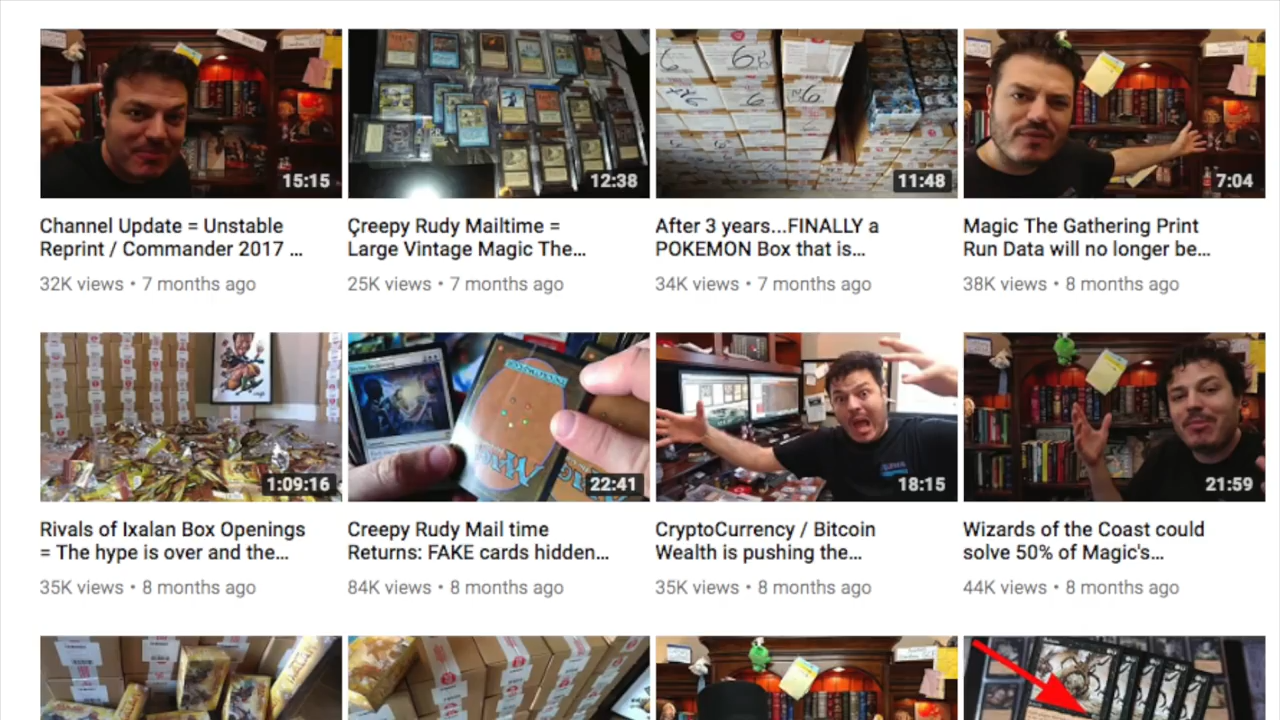 15:15
12:38
11:48
7:04
Channel Update = Unstable
Reprint / Commander 2017 ...
32K views • 7 months ago
Çreepy Rudy Mailtime =
Large Vintage Magic The...
25K views • 7 months ago
After 3 years...FINALLY a
POKEMON Box that is...
34K views • 7 months ago
Magic The Gathering Print
Run Data will no longer be...
38K views • 8 months ago
1:09:16
22:41
18:15
21:59
Rivals of Ixalan Box Openings
= The hype is over and the...
35K views • 8 months ago
Creepy Rudy Mail time
Returns: FAKE cards hidden...
84K views • 8 months ago
CryptoCurrency / Bitcoin
Wealth is pushing the...
35K views • 8 months ago
Wizards of the Coast could
solve 50% of Magic's...
44K views • 8 months ago